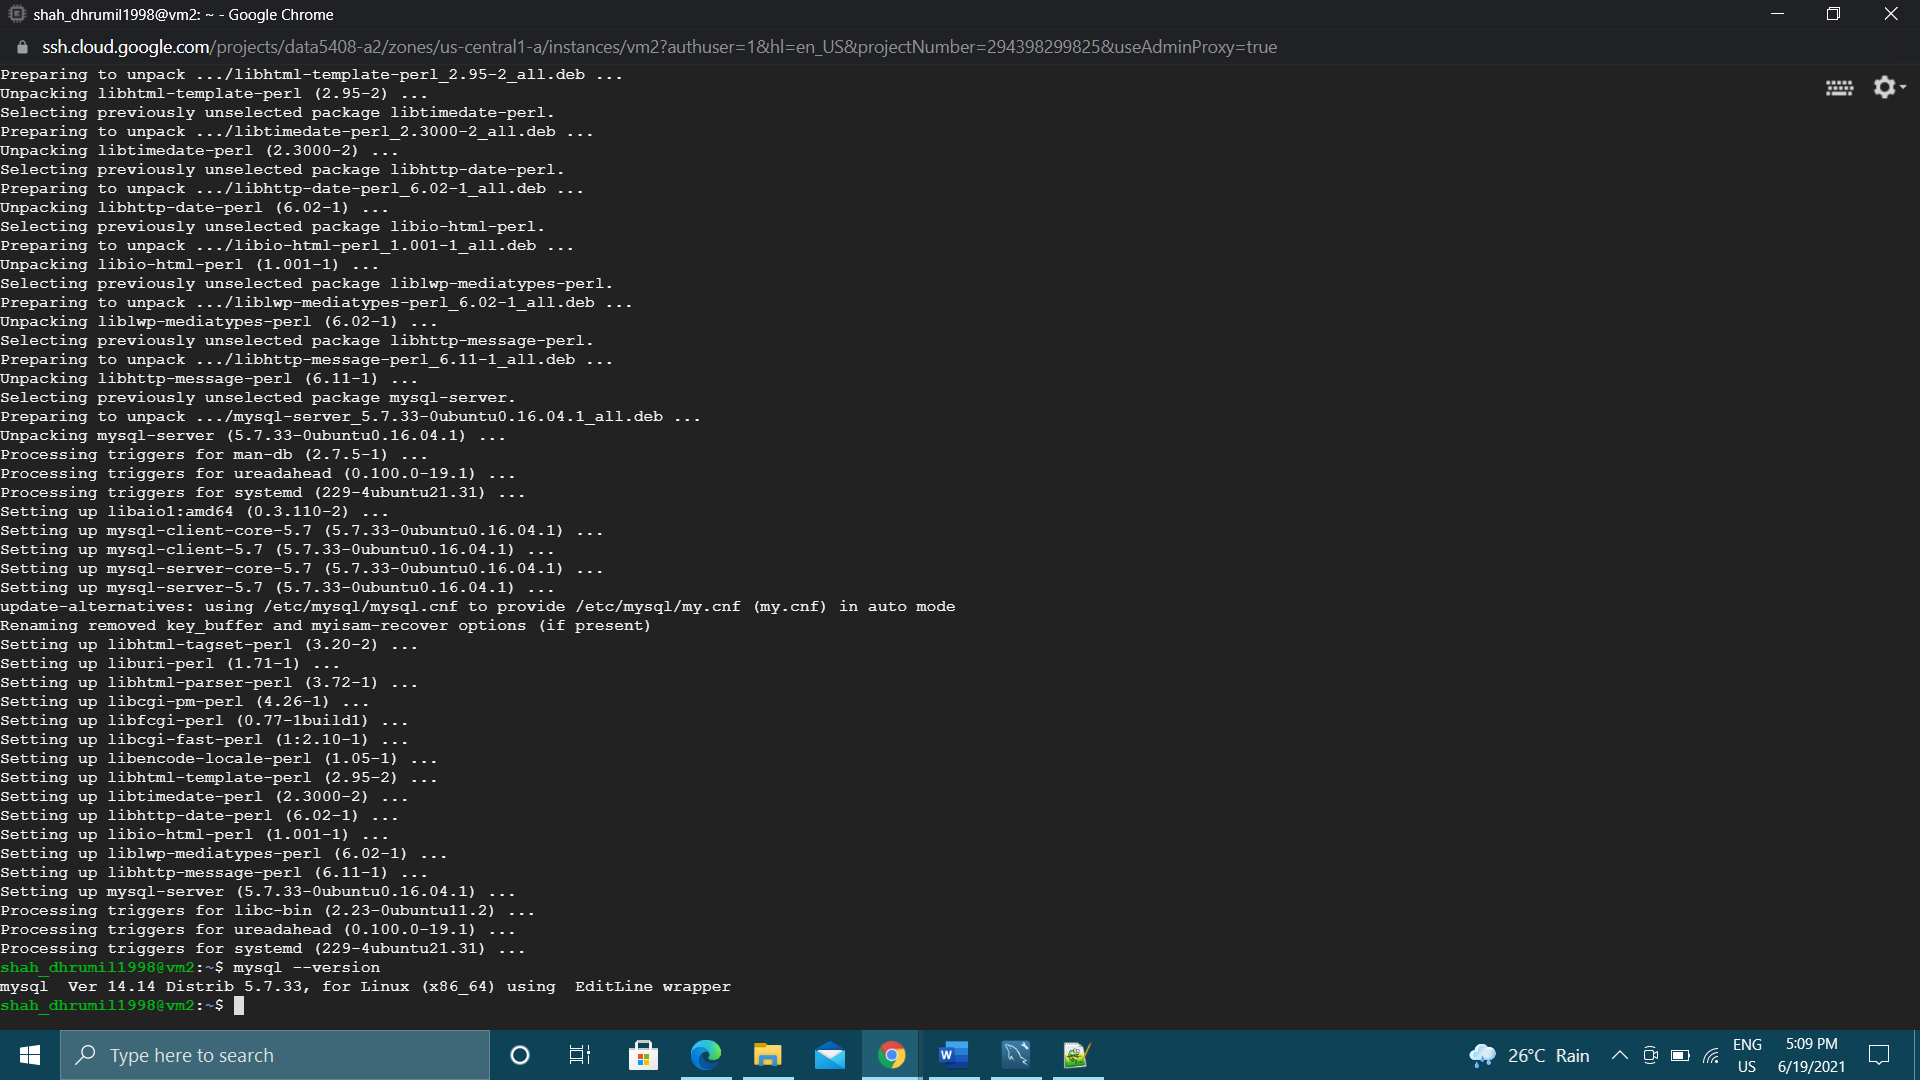 shah_dhrumil1998@vm2: ~ - Google Chrome
ssh.cloud.google.com/projects/data5408-a2/zones/us-central1-a/instances/vm2?authuser=1&hl=en_US&projectNumber=294398299825&useAdminProxy=true
Preparing to unpack .../libhtml-template-perl_2.95-2_all.deb ...
Unpacking libhtml-template-perl (2.95-2) ...
Selecting previously unselected package libtimedate-perl.
Preparing to unpack .../libtimedate-perl_2.3000-2_all.deb ...
Unpacking libtimedate-perl (2.3000-2) ...
Selecting previously unselected package libhttp-date-perl.
Preparing to unpack .../libhttp-date-perl_6.02-1_all.deb ...
Unpacking libhttp-date-perl (6.02-1) ...
Selecting previously unselected package libio-html-perl.
Preparing to unpack .../libio-html-perl_1.001-1_all.deb ...
Unpacking libio-html-perl (1.001-1) ...
Selecting previously unselected package liblwp-mediatypes-perl.
Preparing to unpack .../liblwp-mediatypes-perl_6.02-1_all.deb ...
Unpacking liblwp-mediatypes-perl (6.02-1) ...
Selecting previously unselected package libhttp-message-perl.
Preparing to unpack .../libhttp-message-perl_6.11-1_all.deb ...
Unpacking libhttp-message-perl (6.11-1) ...
Selecting previously unselected package mysql-server.
Preparing to unpack .../mysql-server_5.7.33-0ubuntu0.16.04.1_all.deb ...
Unpacking mysql-server (5.7.33-0ubuntu0.16.04.1) ...
Processing triggers for man-db (2.7.5-1) ...
Processing triggers for ureadahead (0.100.0-19.1) ...
Processing triggers for systemd (229-4ubuntu21.31) ...
Setting up libaio1:amd64 (0.3.110-2) ...
Setting up mysql-client-core-5.7 (5.7.33-0ubuntu0.16.04.1) ...
Setting up mysql-client-5.7 (5.7.33-0ubuntu0.16.04.1) ...
Setting up mysql-server-core-5.7 (5.7.33-0ubuntu0.16.04.1) ...
Setting up mysql-server-5.7 (5.7.33-0ubuntu0.16.04.1) ...
update-alternatives: using /etc/mysql/mysql.cnf to provide /etc/mysql/my.cnf (my.cnf) in auto mode
Renaming removed key_buffer and myisam-recover options (if present)
Setting up libhtml-tagset-perl (3.20-2) ...
Setting up liburi-perl (1.71-1) ...
Setting up libhtml-parser-perl (3.72-1) ...
Setting up libcgi-pm-perl (4.26-1) ...
Setting up libfcgi-perl (0.77-1build1) ...
Setting up libcgi-fast-perl (1:2.10-1) ...
Setting up libencode-locale-perl (1.05-1) ...
Setting up libhtml-template-perl (2.95-2) ...
Setting up libtimedate-perl (2.3000-2) ...
Setting up libhttp-date-perl (6.02-1) ...
Setting up libio-html-perl (1.001-1) ...
Setting up liblwp-mediatypes-perl (6.02-1) ...
Setting up libhttp-message-perl (6.11-1) ...
Setting up mysql-server (5.7.33-0ubuntu0.16.04.1) ...
Processing triggers for libc-bin (2.23-0ubuntu11.2) ...
Processing triggers for ureadahead (0.100.0-19.1) ...
Processing triggers for systemd (229-4ubuntu21.31) ...
shah_dhrumil1998@vm2:~$ mysql --version
mysql  Ver 14.14 Distrib 5.7.33, for Linux (x86_64) using  EditLine wrapper
shah_dhrumil1998@vm2:~$
Type here to search
26°C Rain
ENG
US
5:09 PM
6/19/2021